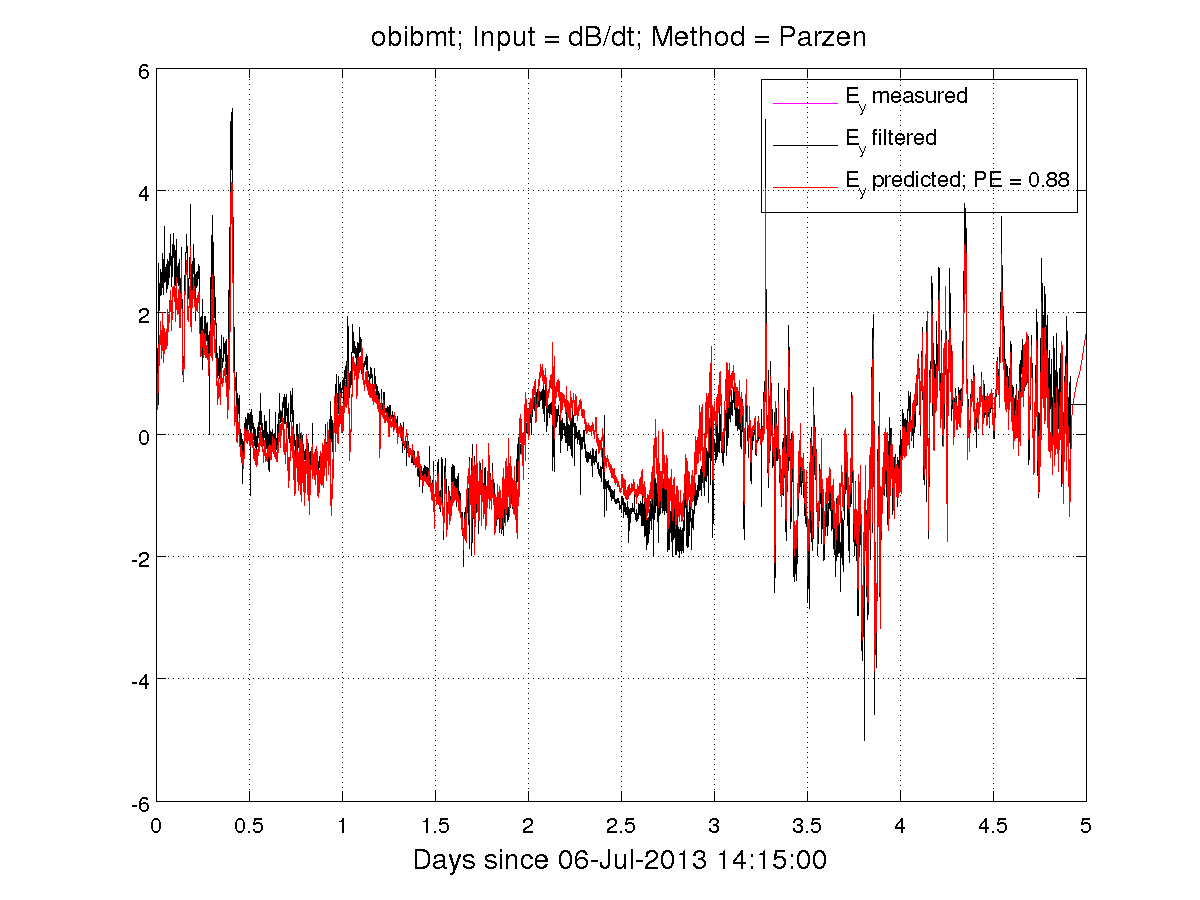 obibmt; Input = dB/dt; Method = Parzen
E_y measured
E_y filtered
E_y predicted; PE = 0.88
6
4
2
0
-2
-4
-6
0 0.5 1 1.5 2 2.5 3 3.5 4 4.5 5
Days since 06-Jul-2013 14:15:00